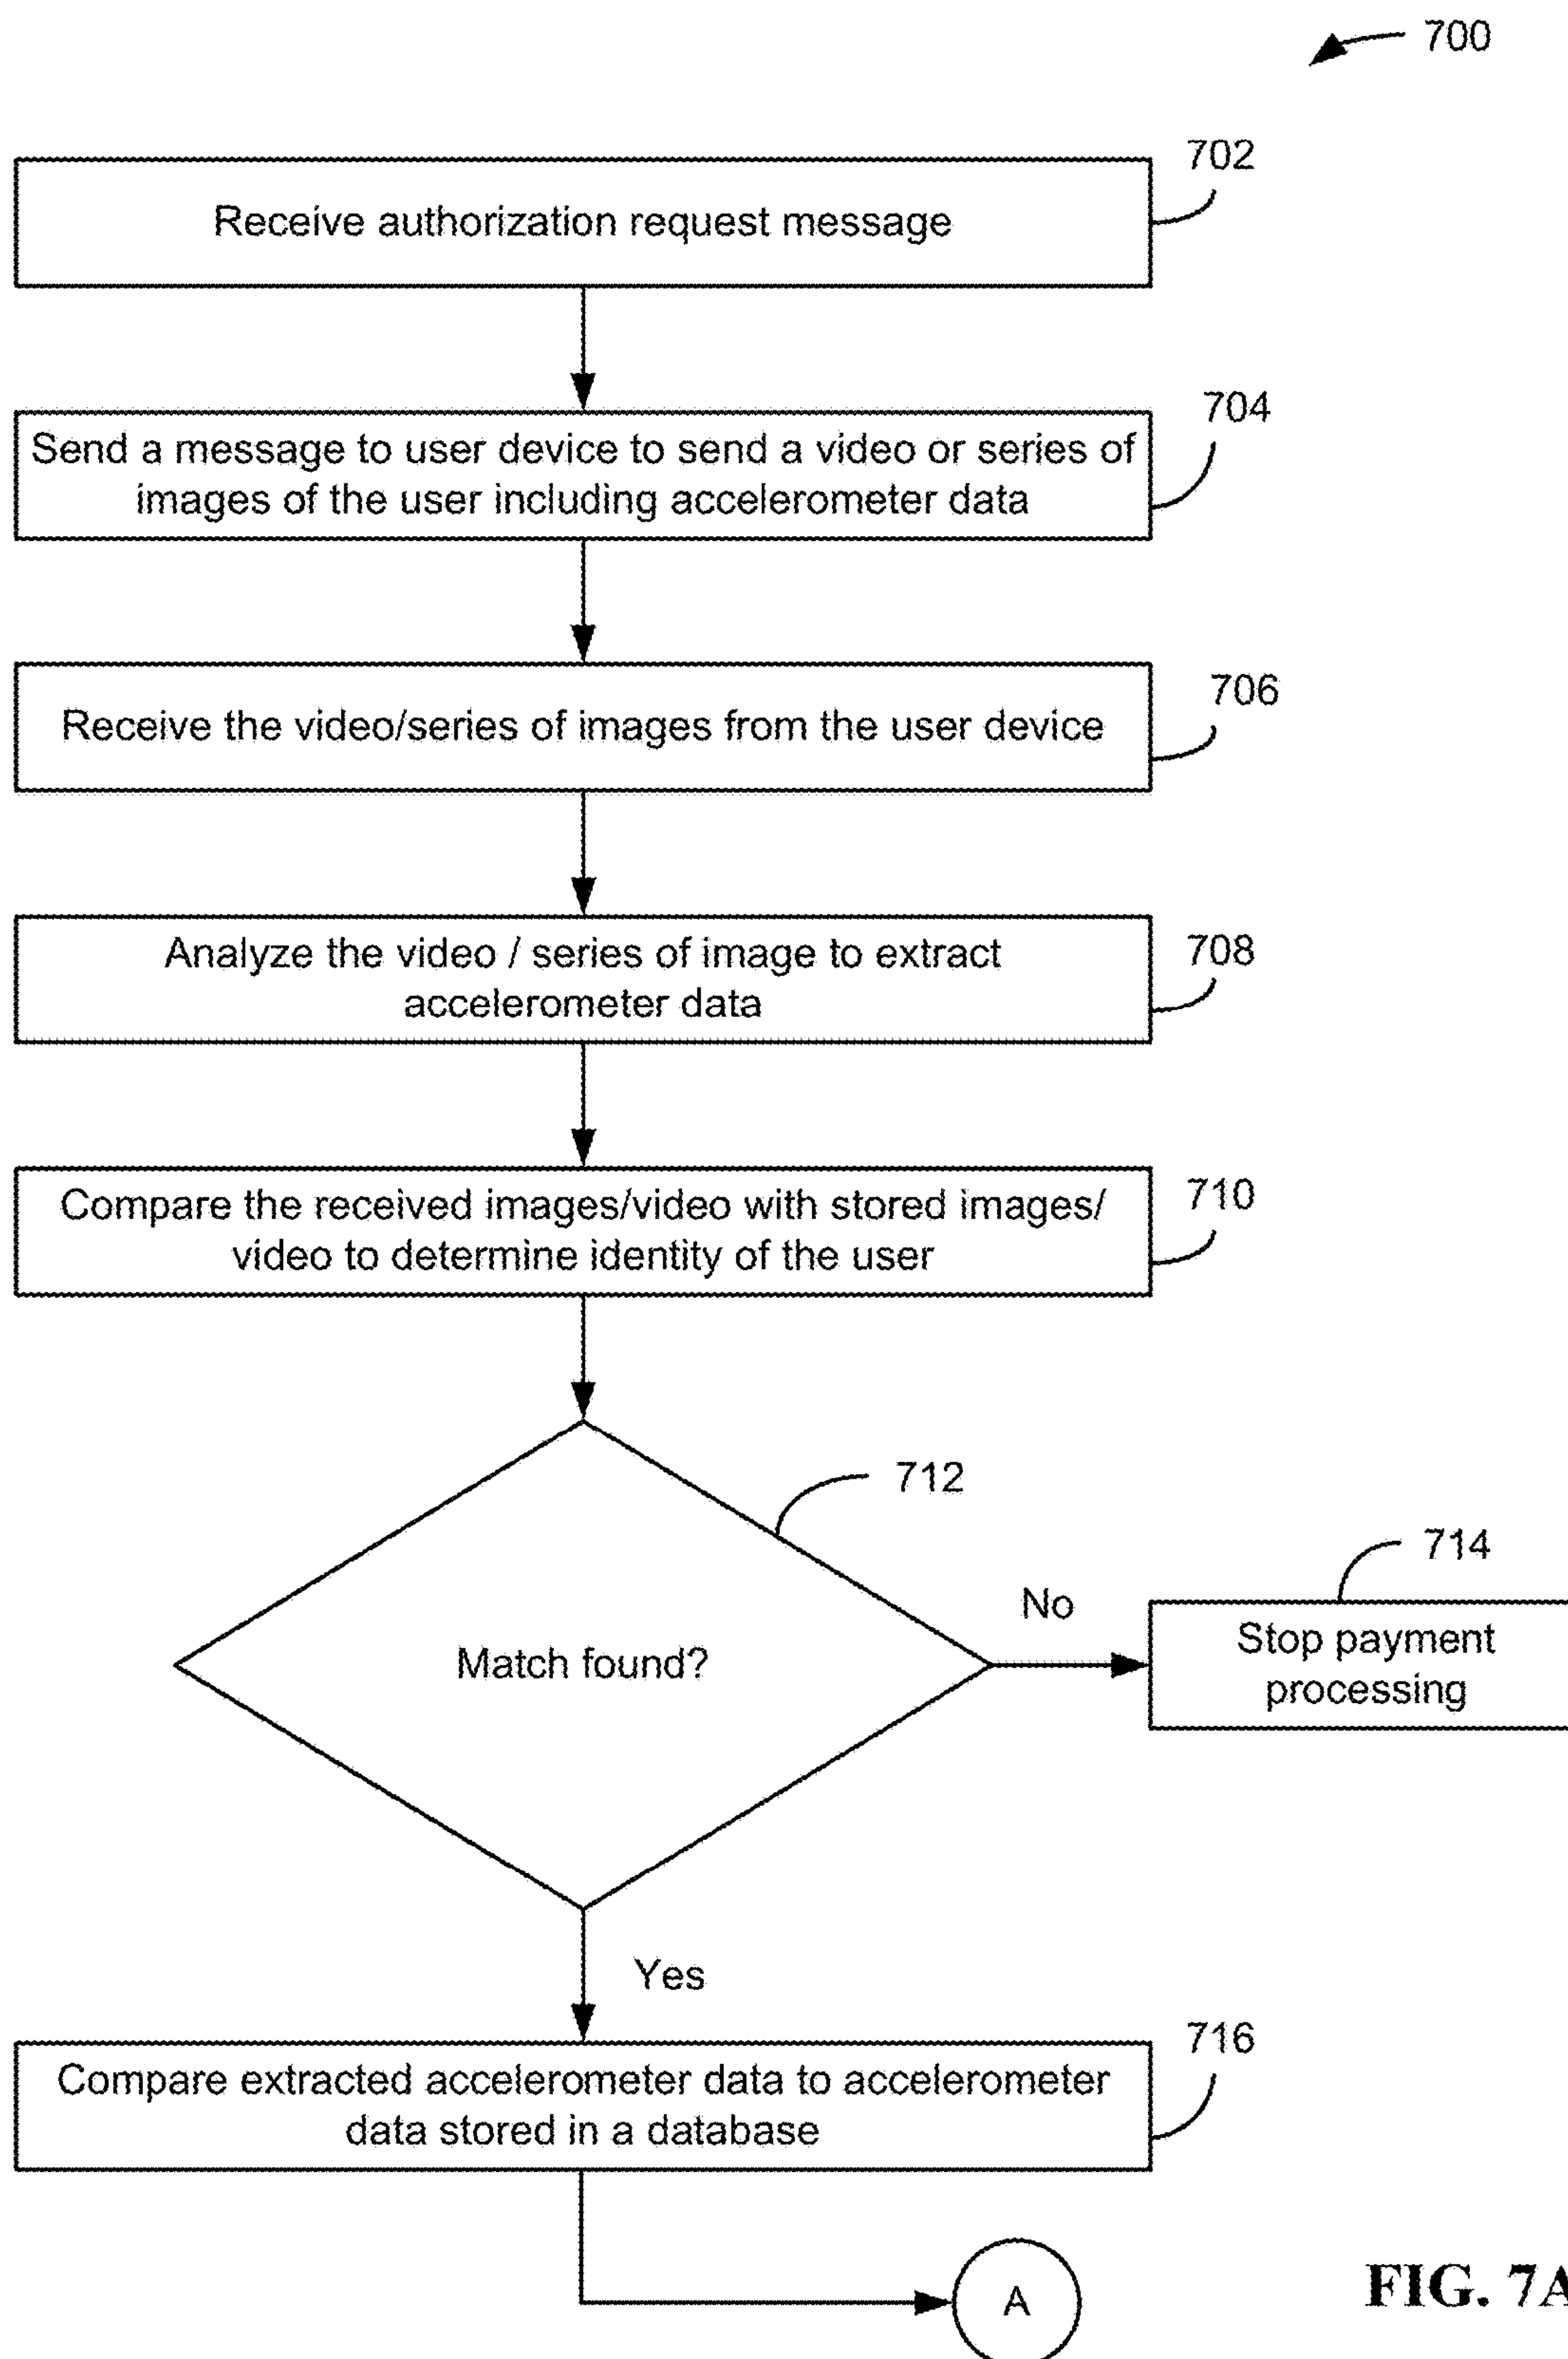 700
702
Receive authorization request message
704
Send a message to user device to send a video or series of
images of the user including accelerometer data
706
Receive the video/series of images from the user device
708
Analyze the video / series of image to extract
accelerometer data
710
Compare the received images/video with stored images/
video to determine identity of the user
712
Match found?
No
714
Stop payment
processing
Yes
716
Compare extracted accelerometer data to accelerometer
data stored in a database
A
FIG. 7A